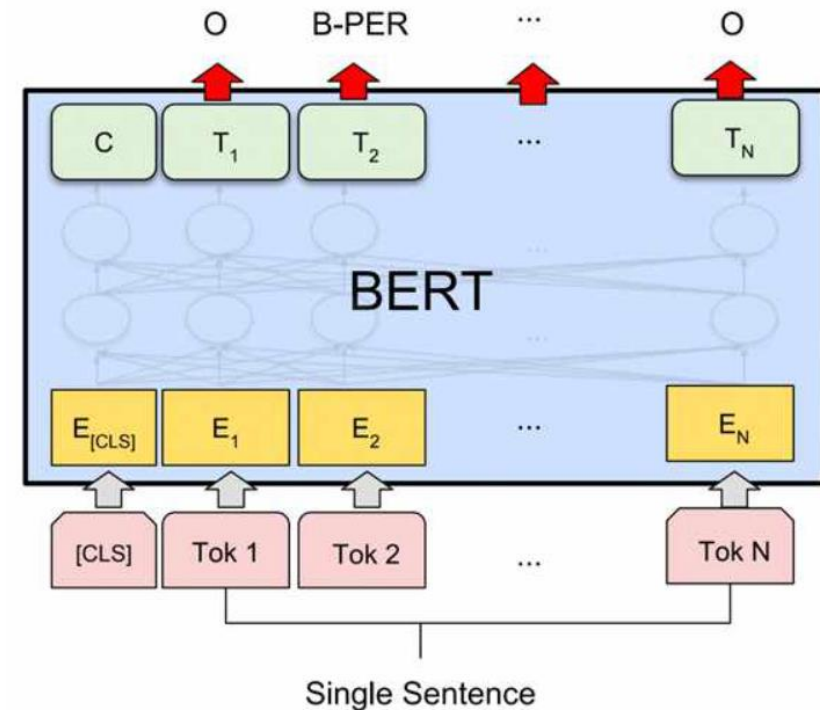 O B-PER ... O
C T1 T2 ... TN
...
BERT
...
E[CLS] E1 E2 ... EN
[CLS] Tok 1 Tok 2 ... Tok N
Single Sentence